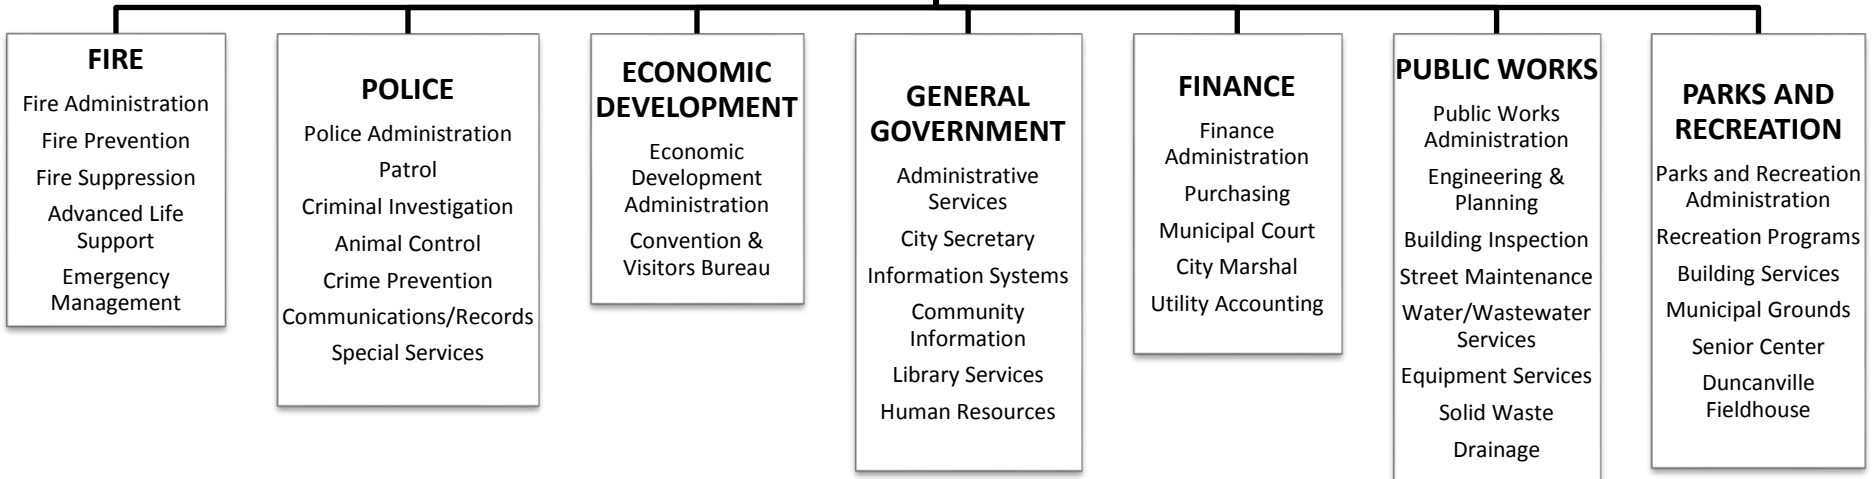 FIRE
Fire Administration
Fire Prevention
Fire Suppression
Advanced Life
Support
Emergency
Management
POLICE
Police Administration
Patrol
Criminal Investigation
Animal Control
Crime Prevention
Communications/Records
Special Services
ECONOMIC
DEVELOPMENT
Economic
Development
Administration
Convention &
Visitors Bureau
GENERAL
GOVERNMENT
Administrative
Services
City Secretary
Information Systems
Community
Information
Library Services
Human Resources
FINANCE
Finance
Administration
Purchasing
Municipal Court
City Marshal
Utility Accounting
PUBLIC WORKS
Public Works
Administration
Engineering &
Planning
Building Inspection
Street Maintenance
Water/Wastewater
Services
Equipment Services
Solid Waste
Drainage
PARKS AND
RECREATION
Parks and Recreation
Administration
Recreation Programs
Building Services
Municipal Grounds
Senior Center
Duncanville
Fieldhouse